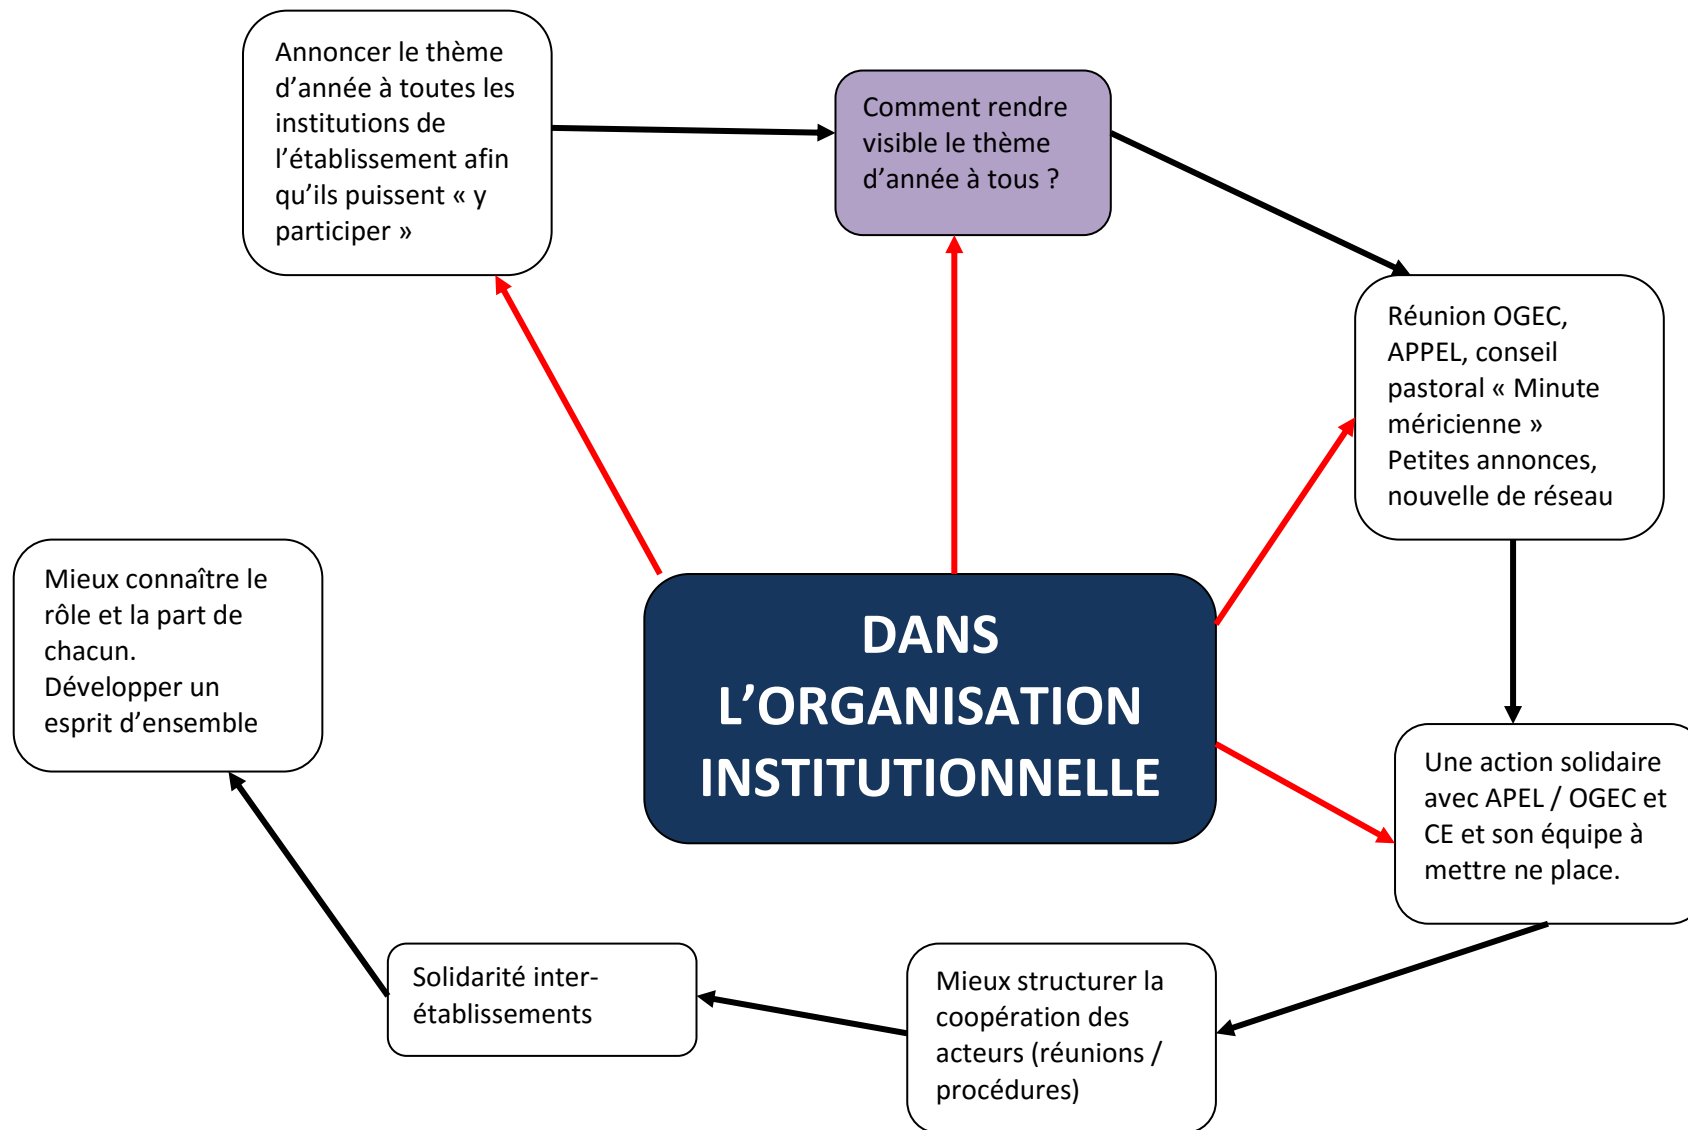 Annoncer le thème
d’année à toutes les
institutions de
l’établissement afin
qu’ils puissent « y
participer »
Comment rendre
visible le thème
d’année à tous ?
Réunion OGEC,
APPEL, conseil
pastoral « Minute
méricienne »
Petites annonces,
nouvelle de réseau
Mieux connaître le
rôle et la part de
chacun.
Développer un
esprit d’ensemble
DANS
L’ORGANISATION
INSTITUTIONNELLE
Une action solidaire
avec APEL / OGEC et
CE et son équipe à
mettre ne place.
Solidarité inter-
établissements
Mieux structurer la
coopération des
acteurs (réunions /
procédures)